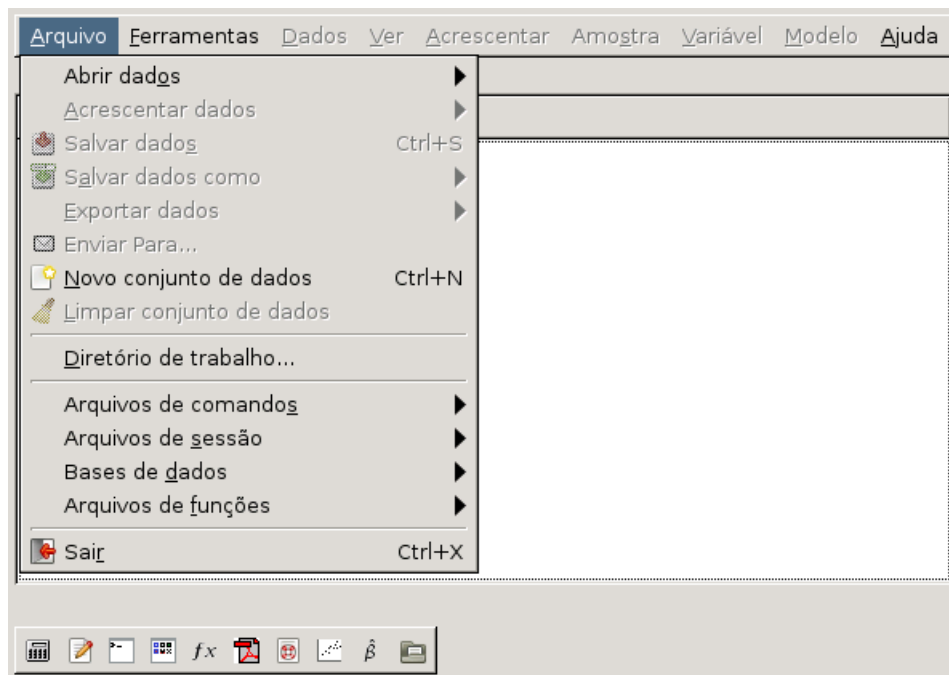 Arquivo Ferramentas Dados Ver Acrescentar Amostra Variável Modelo Ajuda
Abrir dados
Acrescentar dados
Salvar dados Ctrl+S
Salvar dados como
Exportar dados
Enviar Para...
Novo conjunto de dados Ctrl+N
Limpar conjunto de dados
Diretório de trabalho...
Arquivos de comandos
Arquivos de sessão
Bases de dados
Arquivos de funções
Sair Ctrl+X
fx β̂